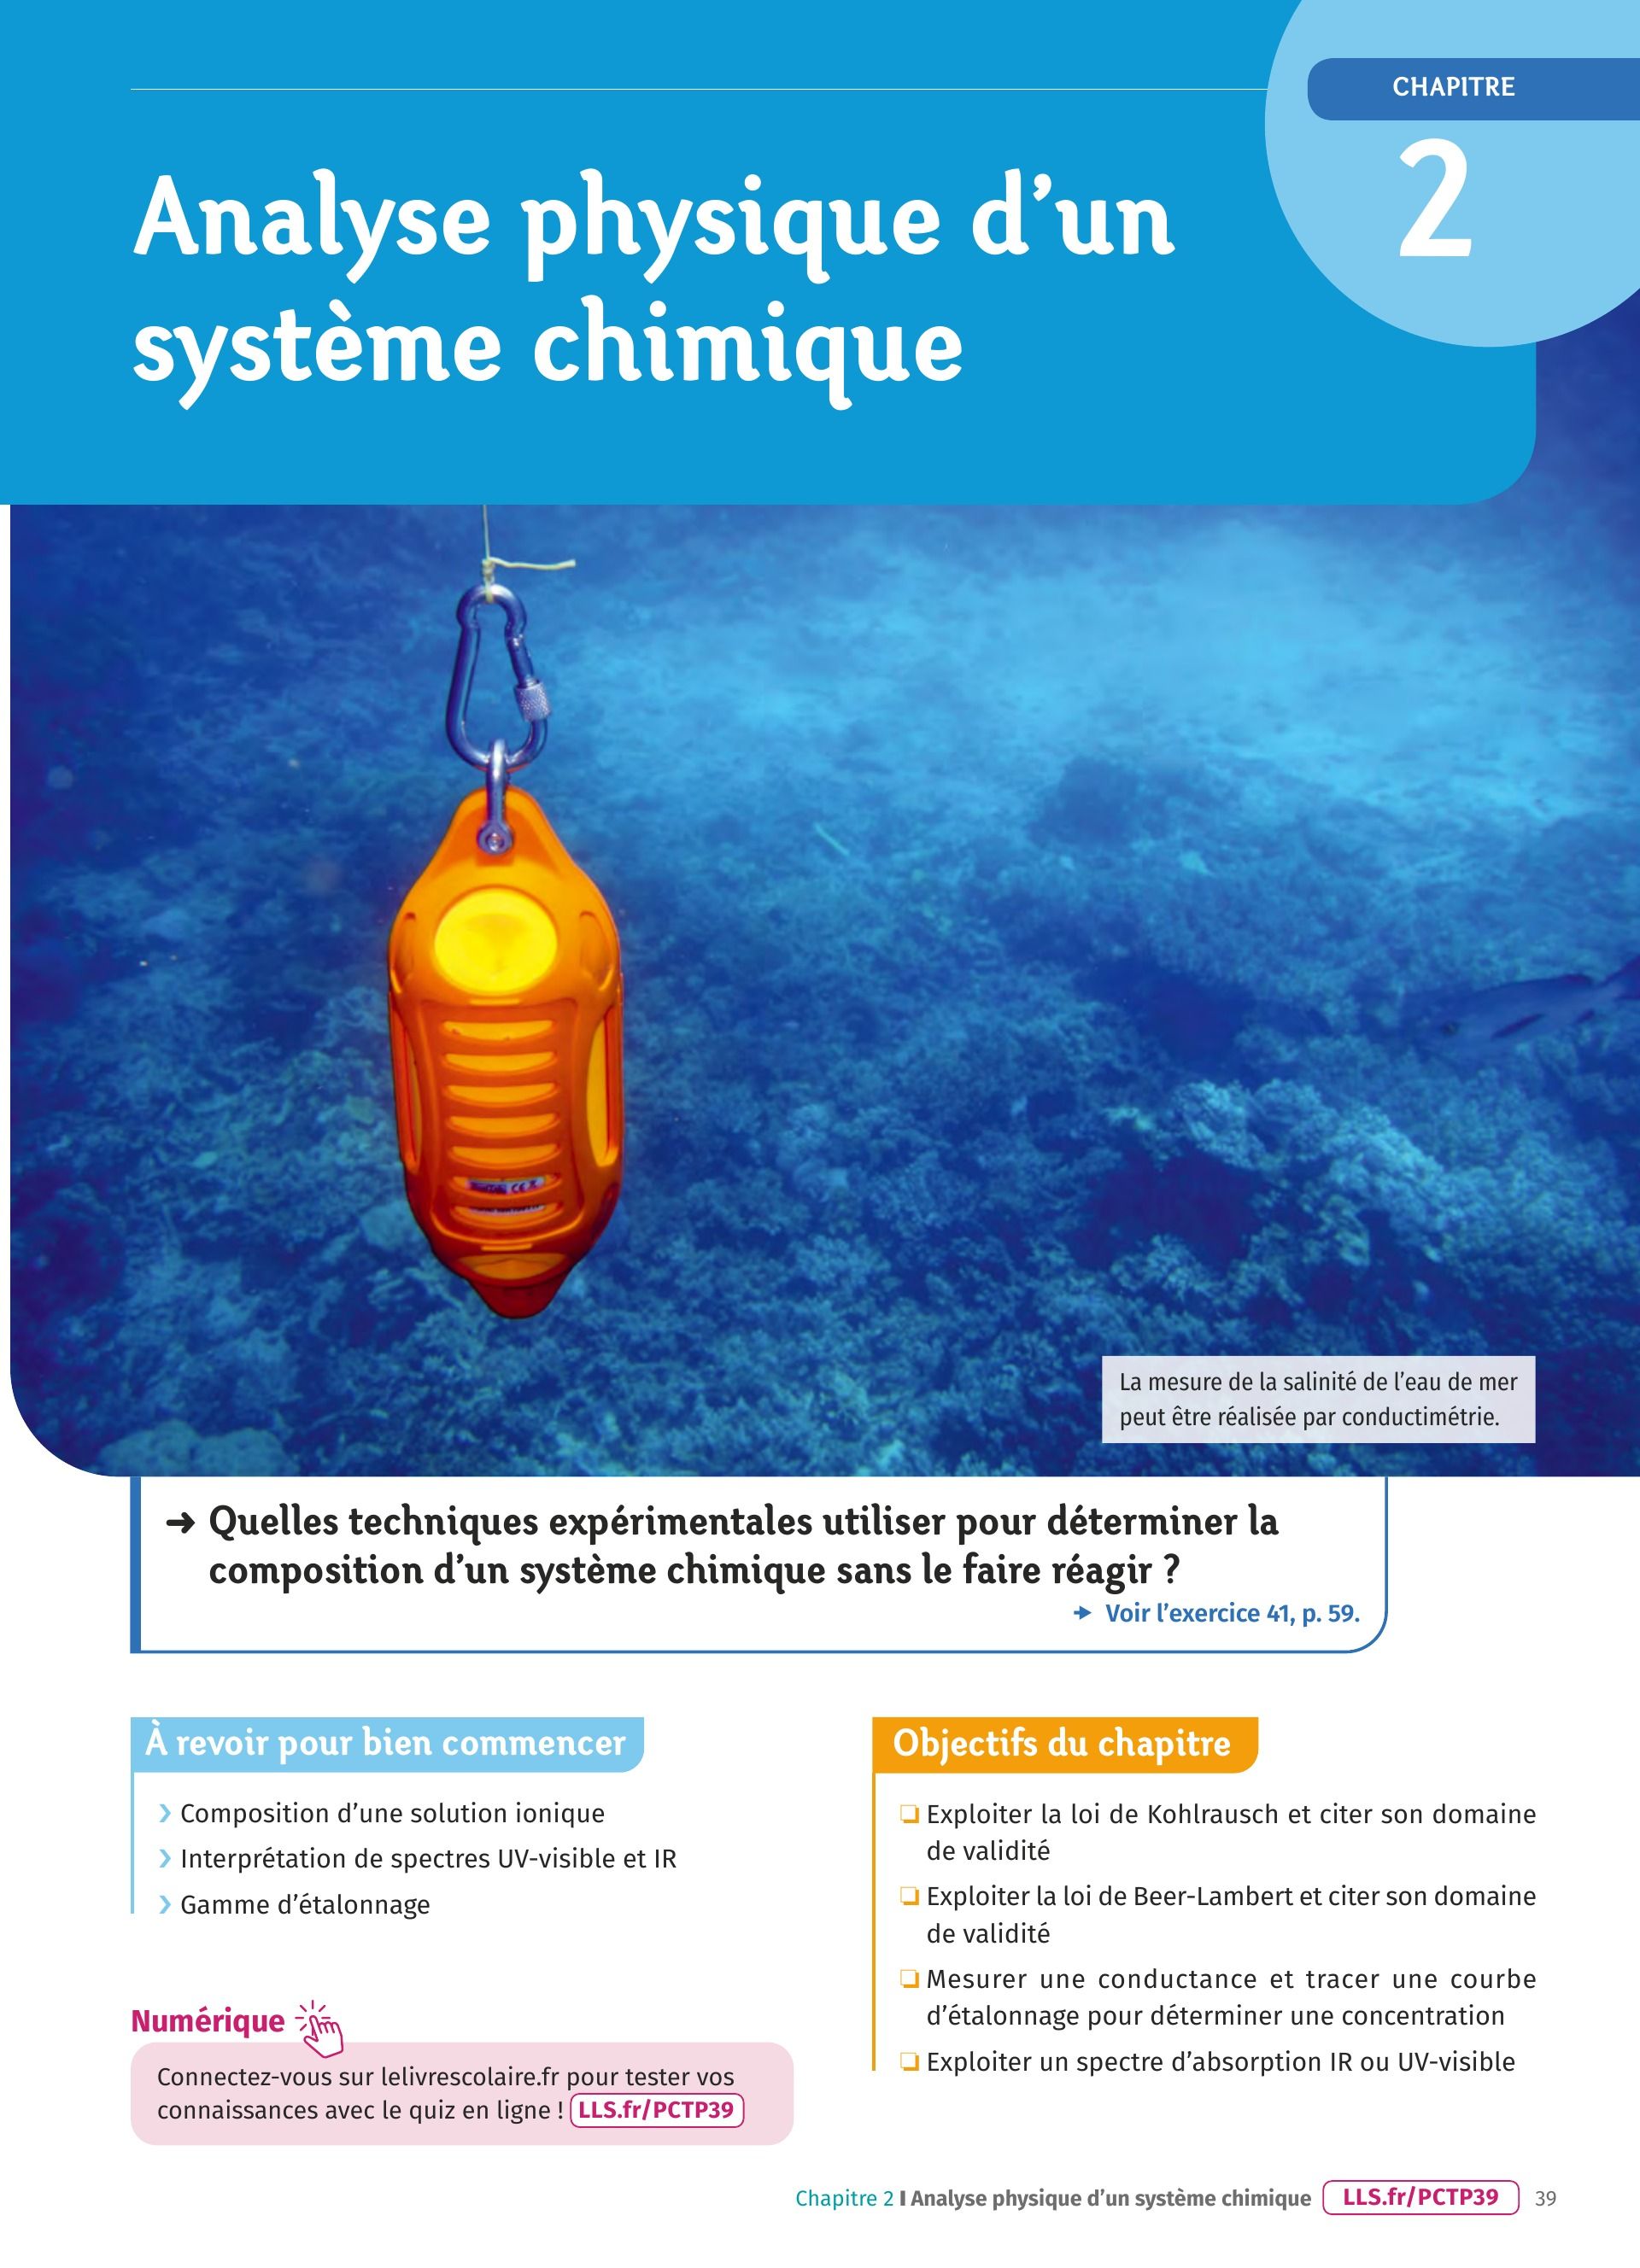 CHAPITRE
2
Analyse physique d’un
système chimique
La mesure de la salinité de l’eau de mer
peut être réalisée par conductimétrie.
➜ Quelles techniques expérimentales utiliser pour déterminer la
composition d’un système chimique sans le faire réagir ?
Voir l’exercice 41, p. 59.
À revoir pour bien commencer
Composition d’une solution ionique
Interprétation de spectres UV-visible et IR
Gamme d’étalonnage
Numérique
Connectez-vous sur lelivrescolaire.fr pour tester vos
connaissances avec le quiz en ligne ! LLS.fr/PCTP39
Objectifs du chapitre
❏ Exploiter la loi de Kohlrausch et citer son domaine
de validité
❏ Exploiter la loi de Beer-Lambert et citer son domaine
de validité
❏ Mesurer une conductance et tracer une courbe
d’étalonnage pour déterminer une concentration
❏ Exploiter un spectre d’absorption IR ou UV-visible
Chapitre 2 I Analyse physique d’un système chimique LLS.fr/PCTP39 39